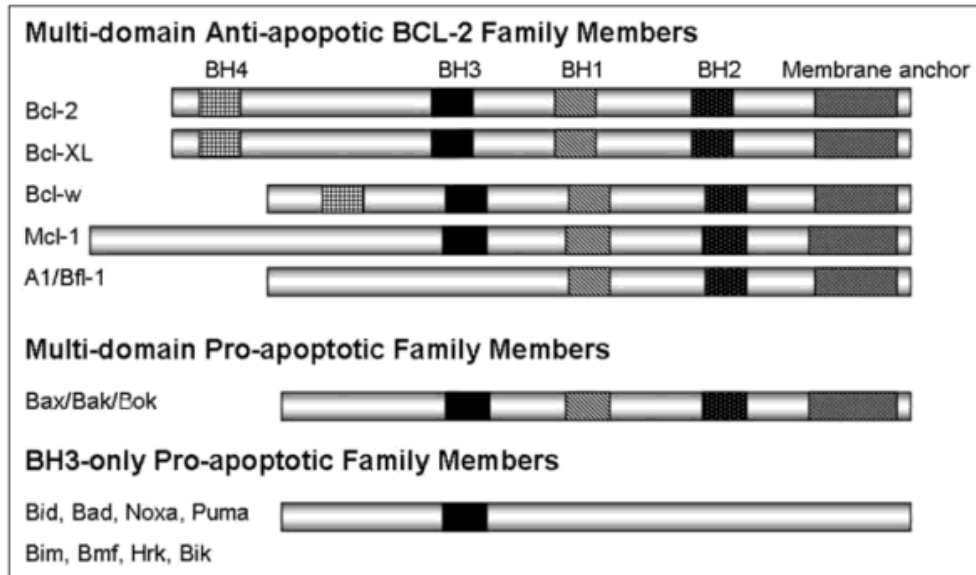 Multi-domain Anti-apopotic BCL-2 Family Members
BH4 BH3 BH1 BH2 Membrane anchor
Bcl-2
Bcl-XL
Bcl-w
Mcl-1
A1/Bfl-1
Multi-domain Pro-apoptotic Family Members
Bax/Bak/Bok
BH3-only Pro-apoptotic Family Members
Bid, Bad, Noxa, Puma
Bim, Bmf, Hrk, Bik